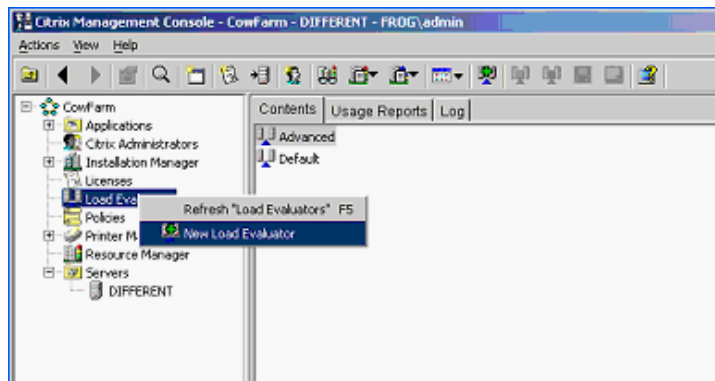 Citrix Management Console - CowFarm - DIFFERENT - FROG\admin
Actions View Help
CowFarm
Applications
Citrix Administrators
Installation Manager
Licenses
Load Eva
Policies
Printer M
Resource Manager
Servers
DIFFERENT
Contents Usage Reports Log
Advanced
Default
Refresh "Load Evaluators" F5
New Load Evaluator